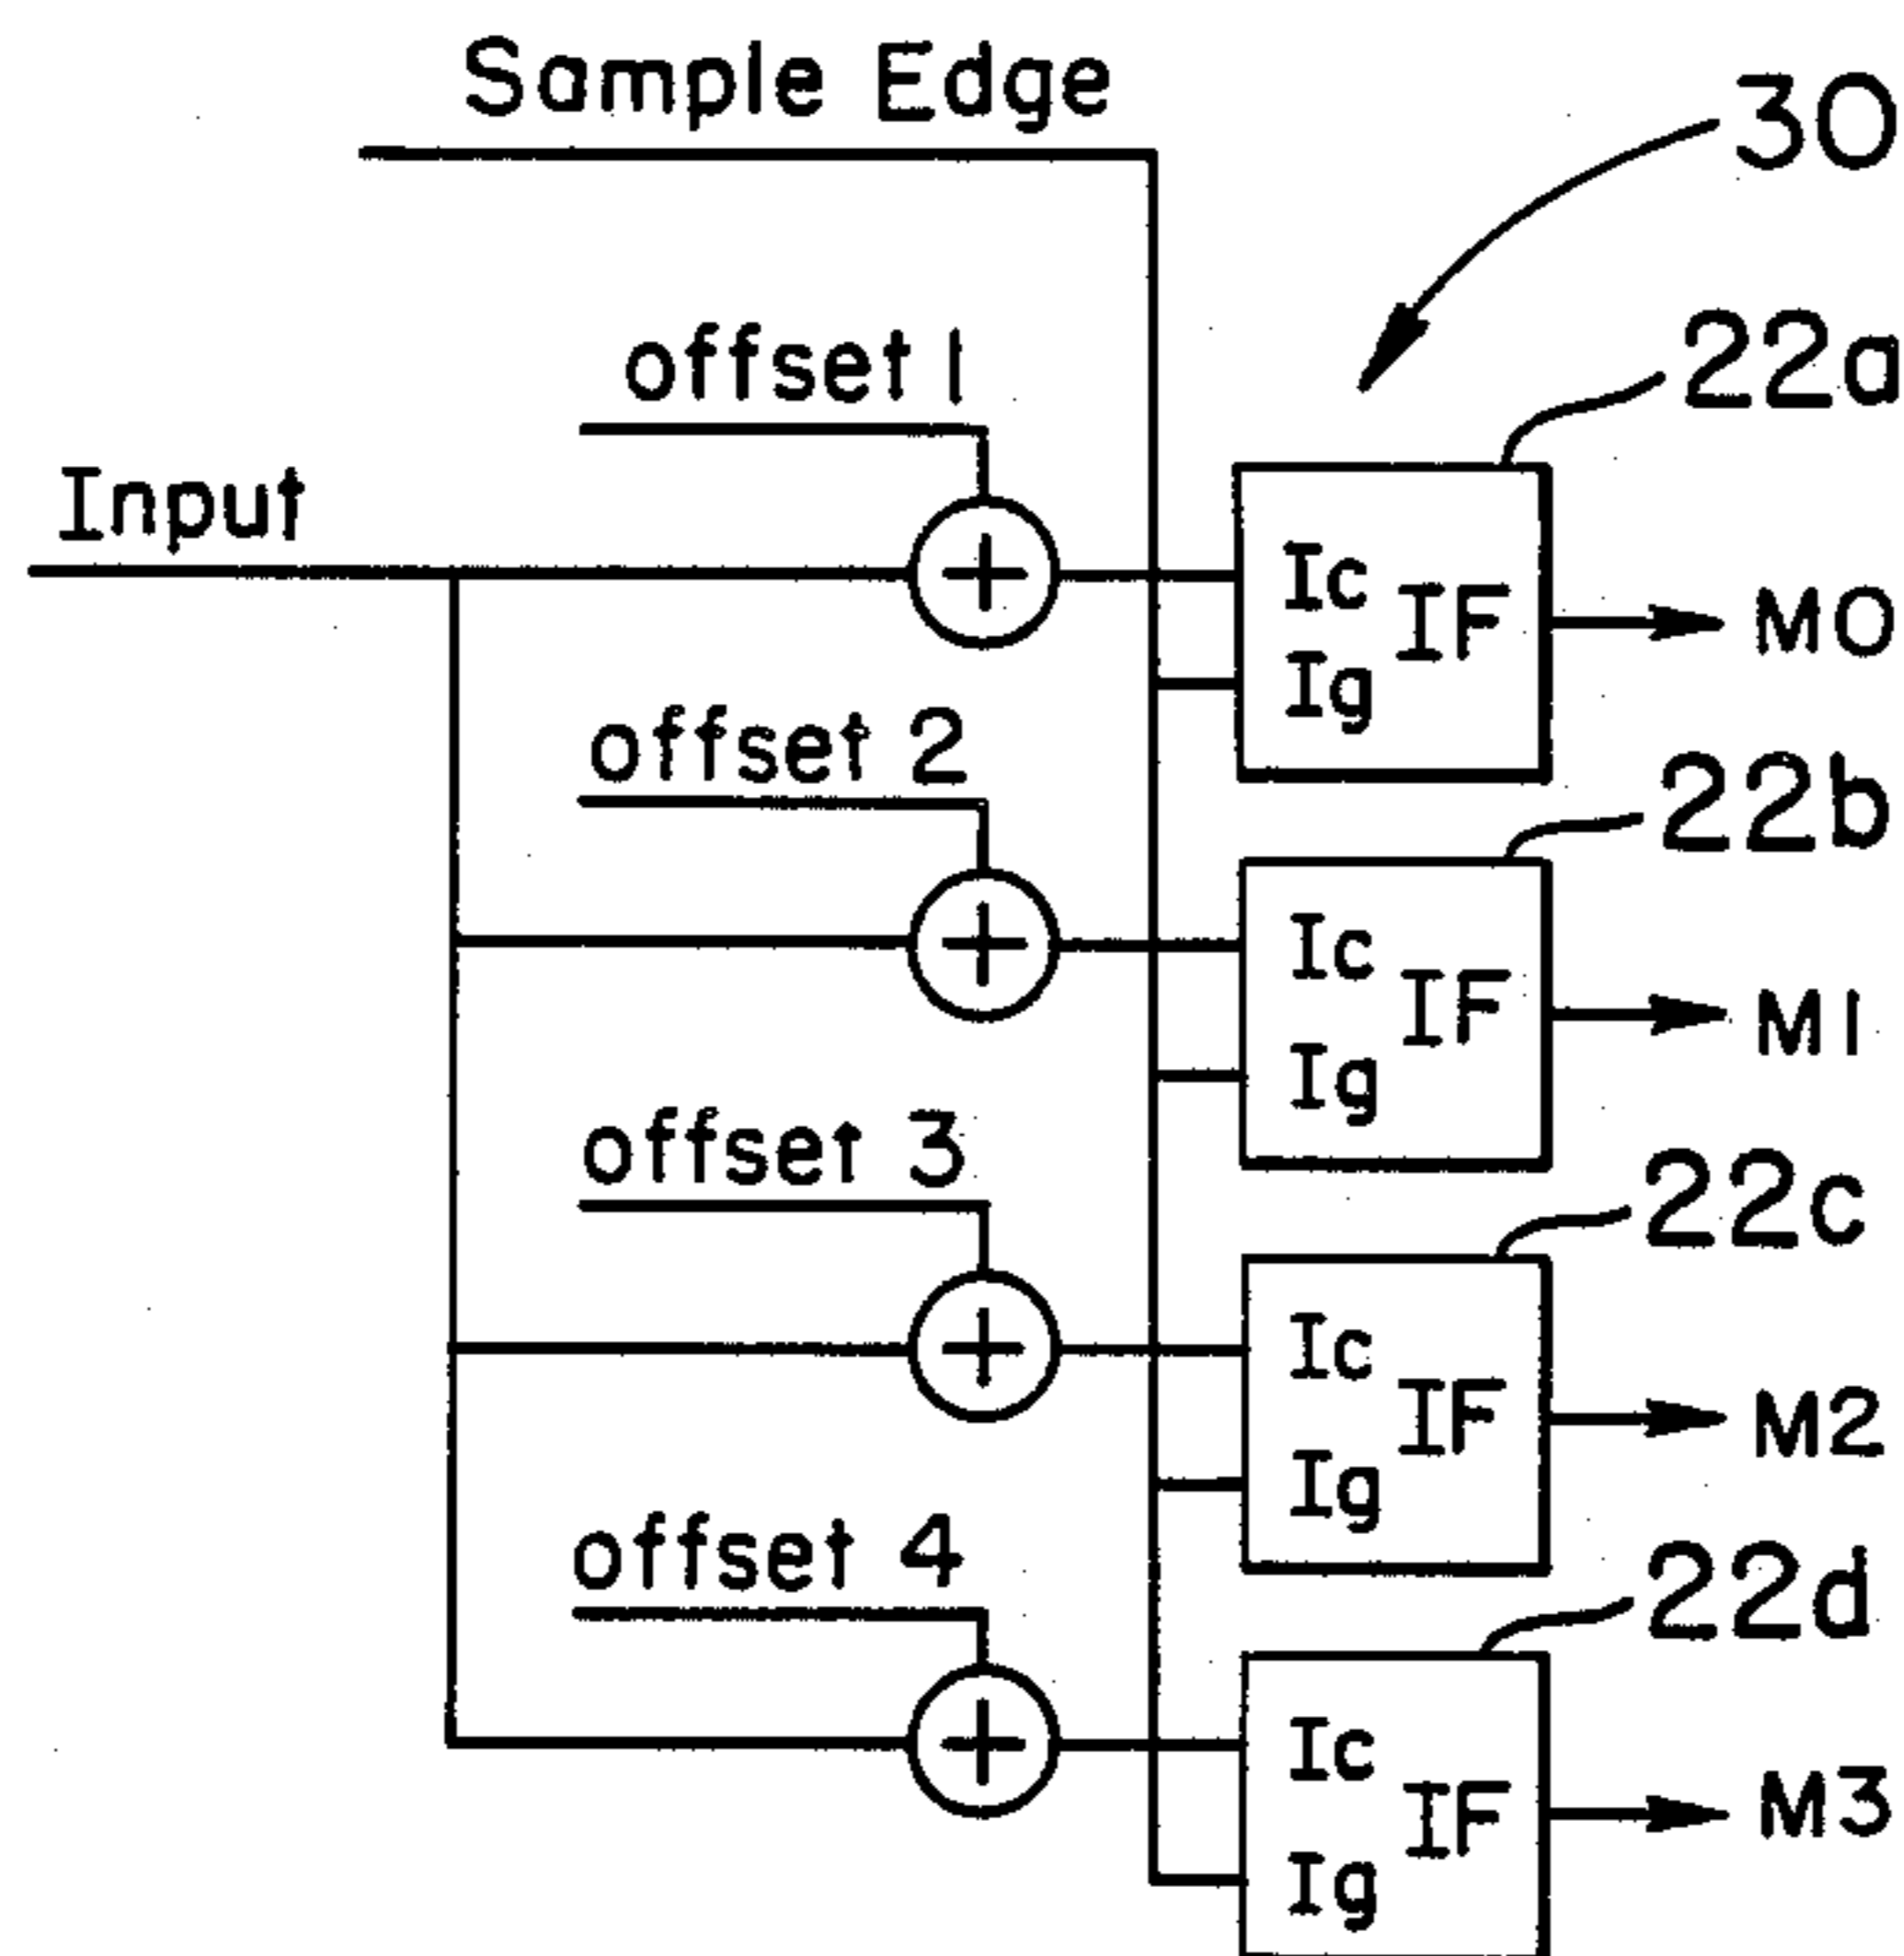 Sample Edge
30
offset 1
22a
Input
Ic
IF
Ig
M0
offset 2
22b
Ic
IF
Ig
M1
offset 3
22c
Ic
IF
Ig
M2
offset 4
22d
Ic
IF
Ig
M3